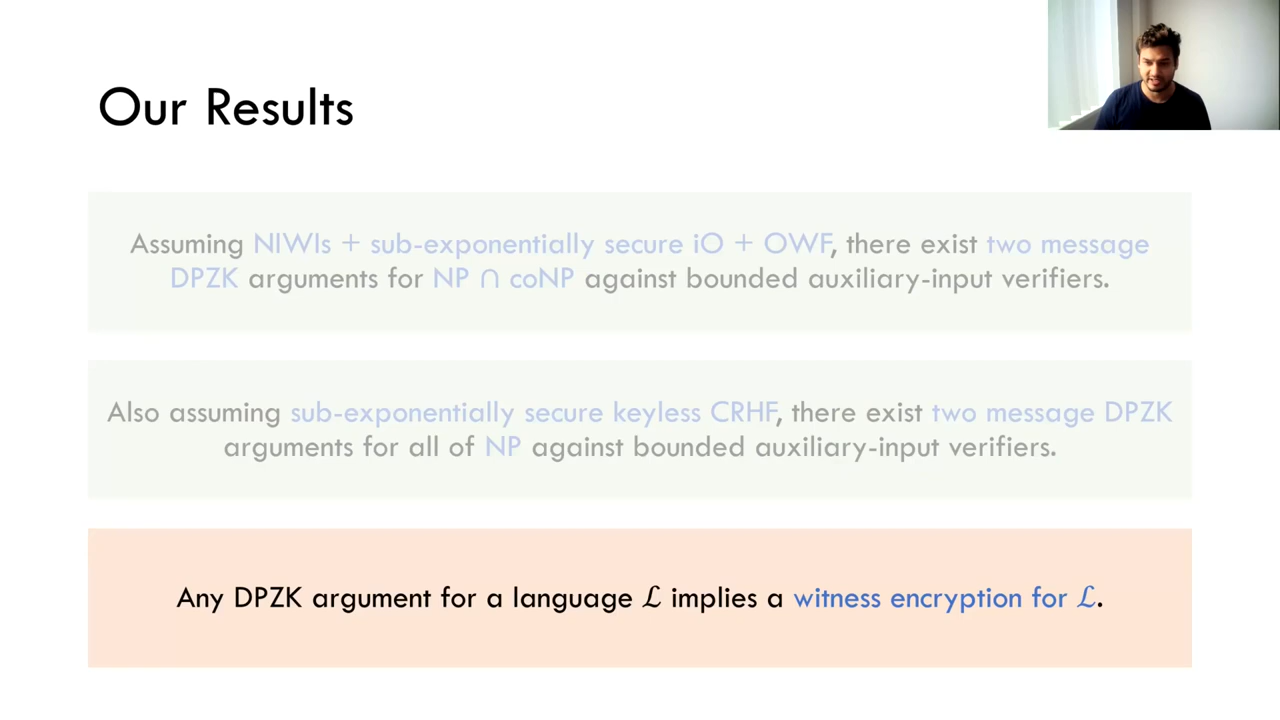 Our Results
Assuming NIWIs + sub-exponentially secure iO + OWF, there exist two message
DPZK arguments for NP ∩ coNP against bounded auxiliary-input verifiers.
Also assuming sub-exponentially secure keyless CRHF, there exist two message DPZK
arguments for all of NP against bounded auxiliary-input verifiers.
Any DPZK argument for a language ℒ implies a witness encryption for ℒ.